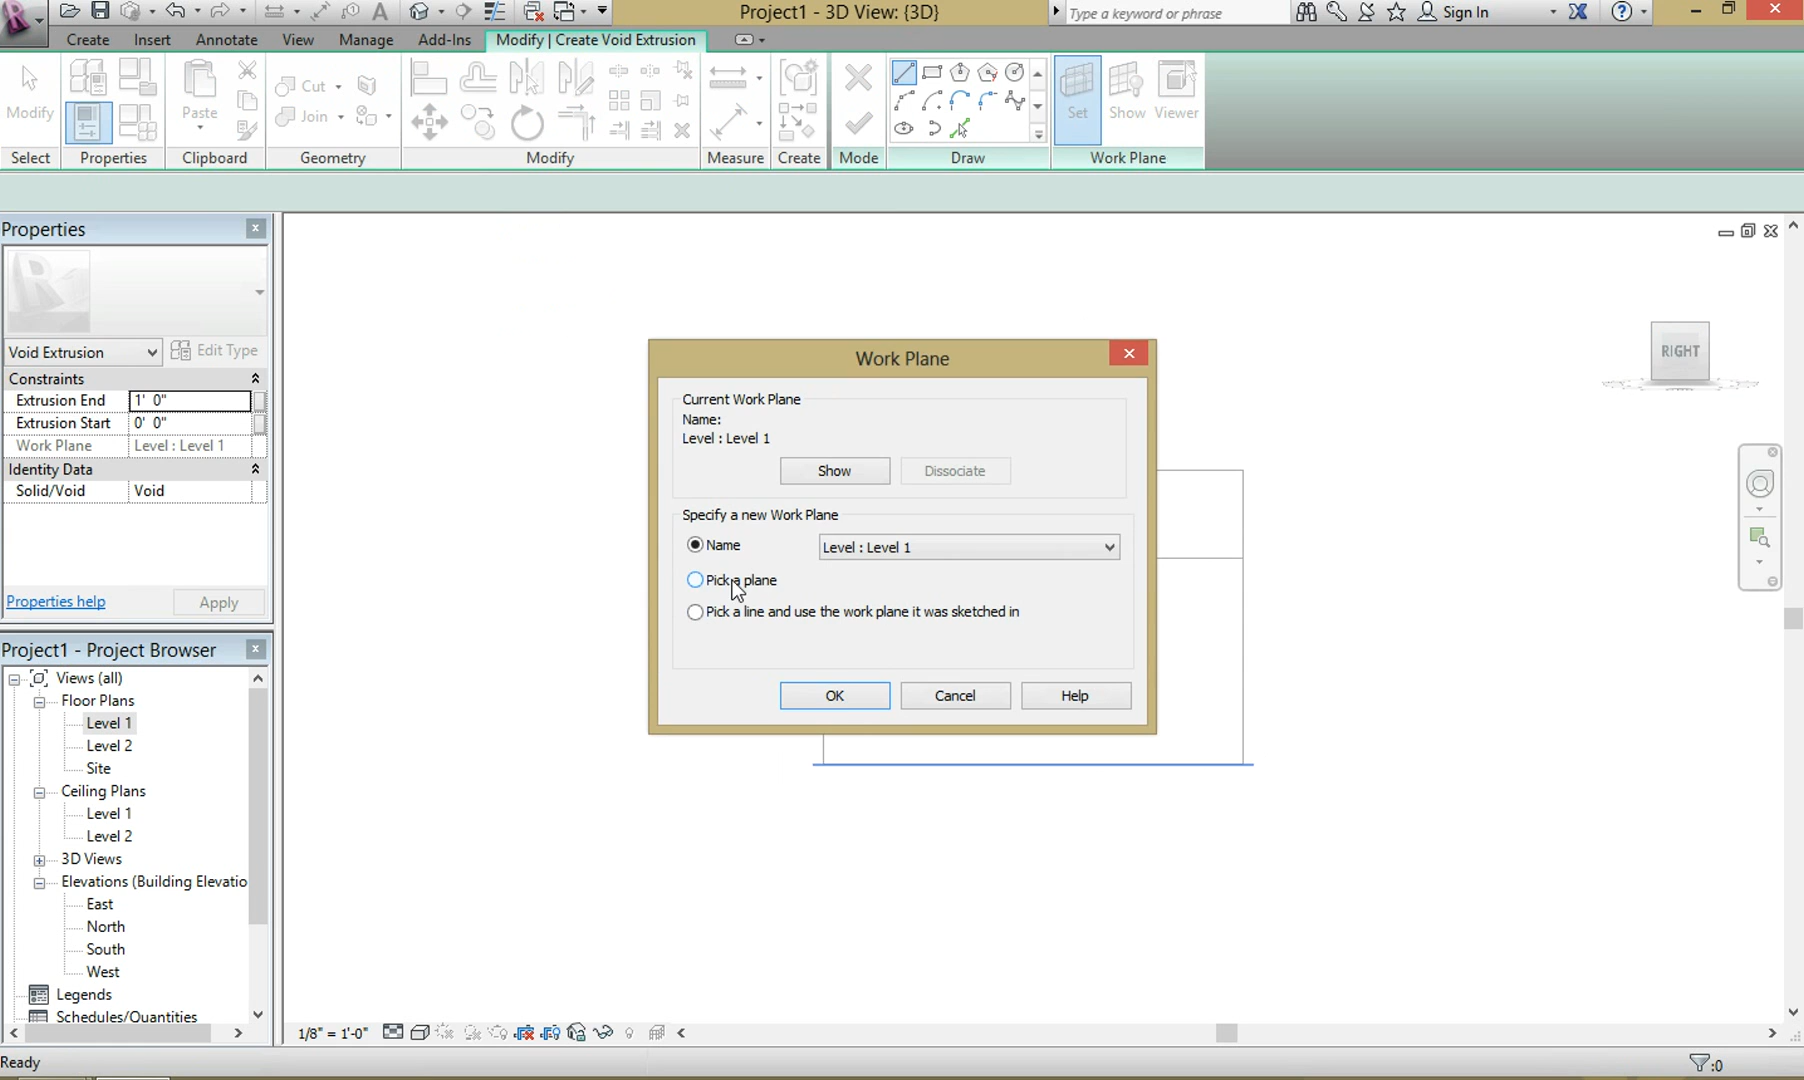 Project1 - 3D View: {3D}
Type a keyword or phrase
Sign In
Create
Insert
Annotate
View
Manage
Add-Ins
Modify | Create Void Extrusion
Modify
Paste
Cut
Join
Set
Show
Viewer
Select
Properties
Clipboard
Geometry
Modify
Measure
Create
Mode
Draw
Work Plane
Properties
Void Extrusion
Edit Type
Constraints
Extrusion End 1' 0"
Extrusion Start 0' 0"
Work Plane Level : Level 1
Identity Data
Solid/Void Void
Properties help
Apply
Project1 - Project Browser
Views (all)
Floor Plans
Level 1
Level 2
Site
Ceiling Plans
Level 1
Level 2
3D Views
Elevations (Building Elevatio
East
North
South
West
Legends
Schedules/Quantities
Work Plane
Current Work Plane
Name:
Level : Level 1
Show
Dissociate
Specify a new Work Plane
Name
Level : Level 1
Pick a plane
Pick a line and use the work plane it was sketched in
OK
Cancel
Help
RIGHT
1/8" = 1'-0"
Ready
:0